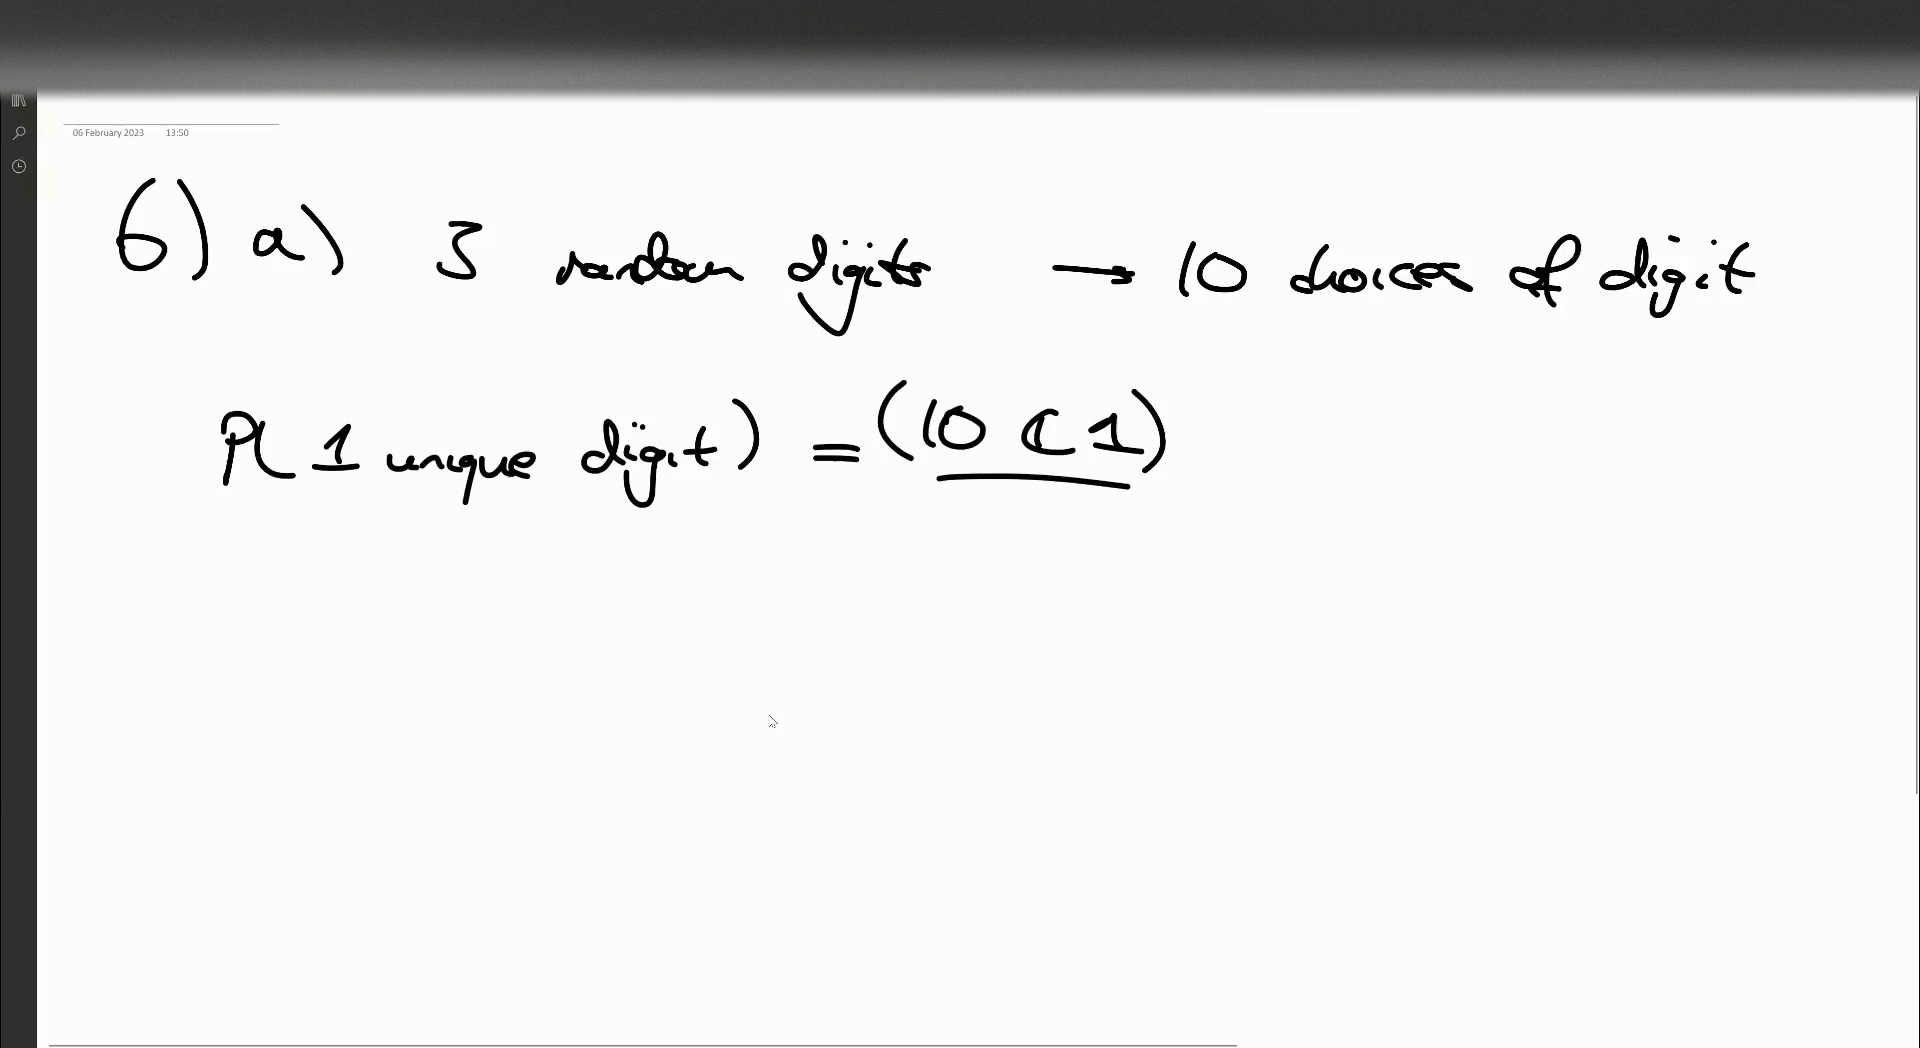 06 February 2023 13:50
6) a) 3 random digits → 10 choices of digit
P( 1 unique digit ) = (10 C 1)